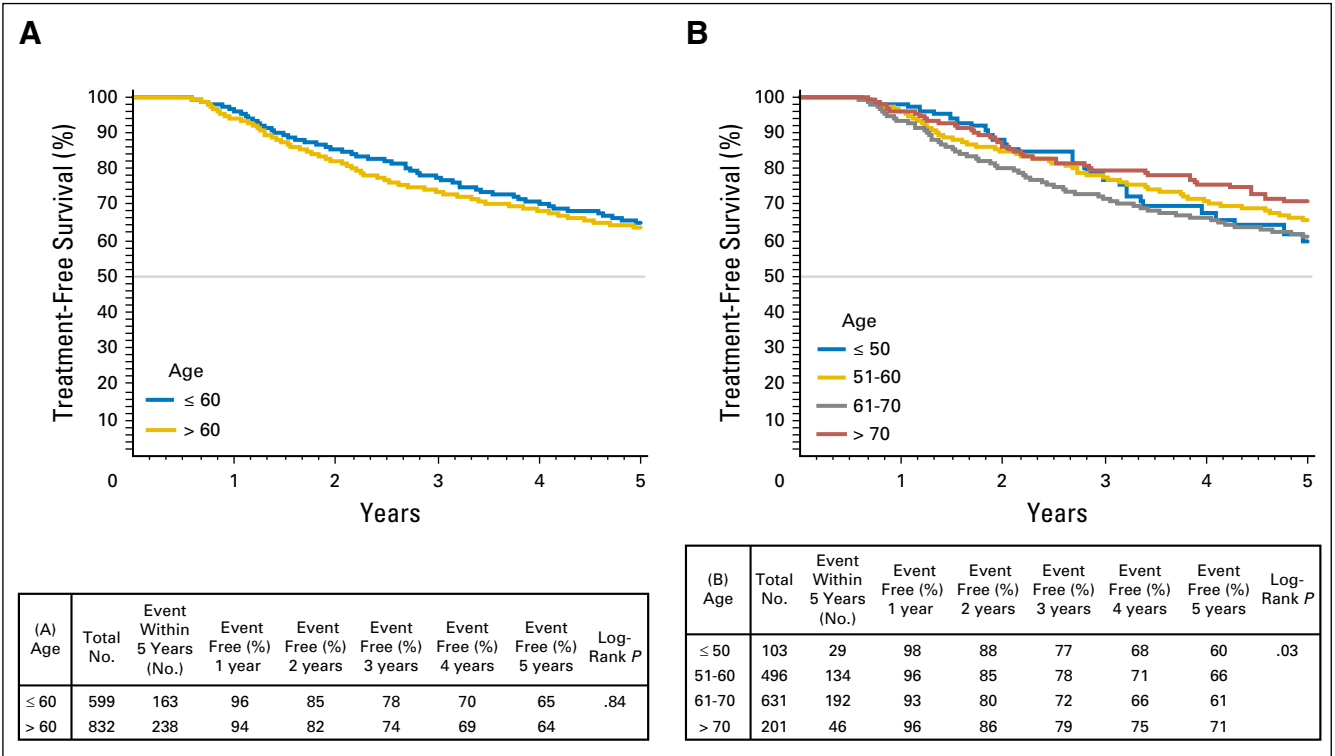 A
Treatment-Free Survival (%)
100
90
80
70
60
50
40
30
20
10
0
1
2
3
4
5
Years
Age
≤ 60
> 60
(A) Age | Total No. | Event Within 5 Years (No.) | Event Free (%) 1 year | Event Free (%) 2 years | Event Free (%) 3 years | Event Free (%) 4 years | Event Free (%) 5 years | Log-Rank P
≤ 60 599 163 96 85 78 70 65 .84
> 60 832 238 94 82 74 69 64
B
Treatment-Free Survival (%)
100
90
80
70
60
50
40
30
20
10
0
1
2
3
4
5
Years
Age
≤ 50
51-60
61-70
> 70
(B) Age | Total No. | Event Within 5 Years (No.) | Event Free (%) 1 year | Event Free (%) 2 years | Event Free (%) 3 years | Event Free (%) 4 years | Event Free (%) 5 years | Log-Rank P
≤ 50 103 29 98 88 77 68 60 .03
51-60 496 134 96 85 78 71 66
61-70 631 192 93 80 72 66 61
> 70 201 46 96 86 79 75 71